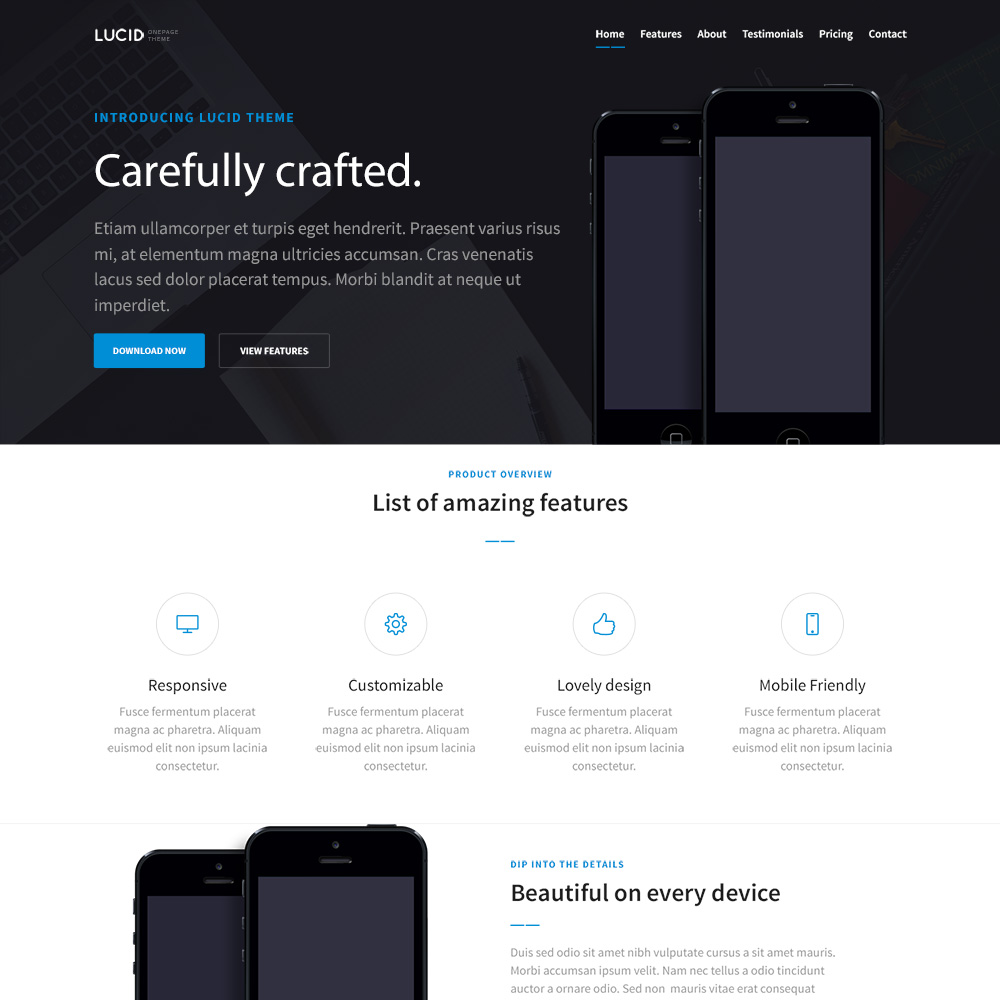 LUCID ONEPAGE THEME
Home Features About Testimonials Pricing Contact
INTRODUCING LUCID THEME
Carefully crafted.
Etiam ullamcorper et turpis eget hendrerit. Praesent varius risus
mi, at elementum magna ultricies accumsan. Cras venenatis
lacus sed dolor placerat tempus. Morbi blandit at neque ut
imperdiet.
DOWNLOAD NOW VIEW FEATURES
PRODUCT OVERVIEW
List of amazing features
Responsive
Fusce fermentum placerat
magna ac pharetra. Aliquam
euismod elit non ipsum lacinia
consectetur.
Customizable
Fusce fermentum placerat
magna ac pharetra. Aliquam
euismod elit non ipsum lacinia
consectetur.
Lovely design
Fusce fermentum placerat
magna ac pharetra. Aliquam
euismod elit non ipsum lacinia
consectetur.
Mobile Friendly
Fusce fermentum placerat
magna ac pharetra. Aliquam
euismod elit non ipsum lacinia
consectetur.
DIP INTO THE DETAILS
Beautiful on every device
Duis sed odio sit amet nibh vulputate cursus a sit amet mauris.
Morbi accumsan ipsum velit. Nam nec tellus a odio tincidunt
auctor a ornare odio. Sed non mauris vitae erat consequat